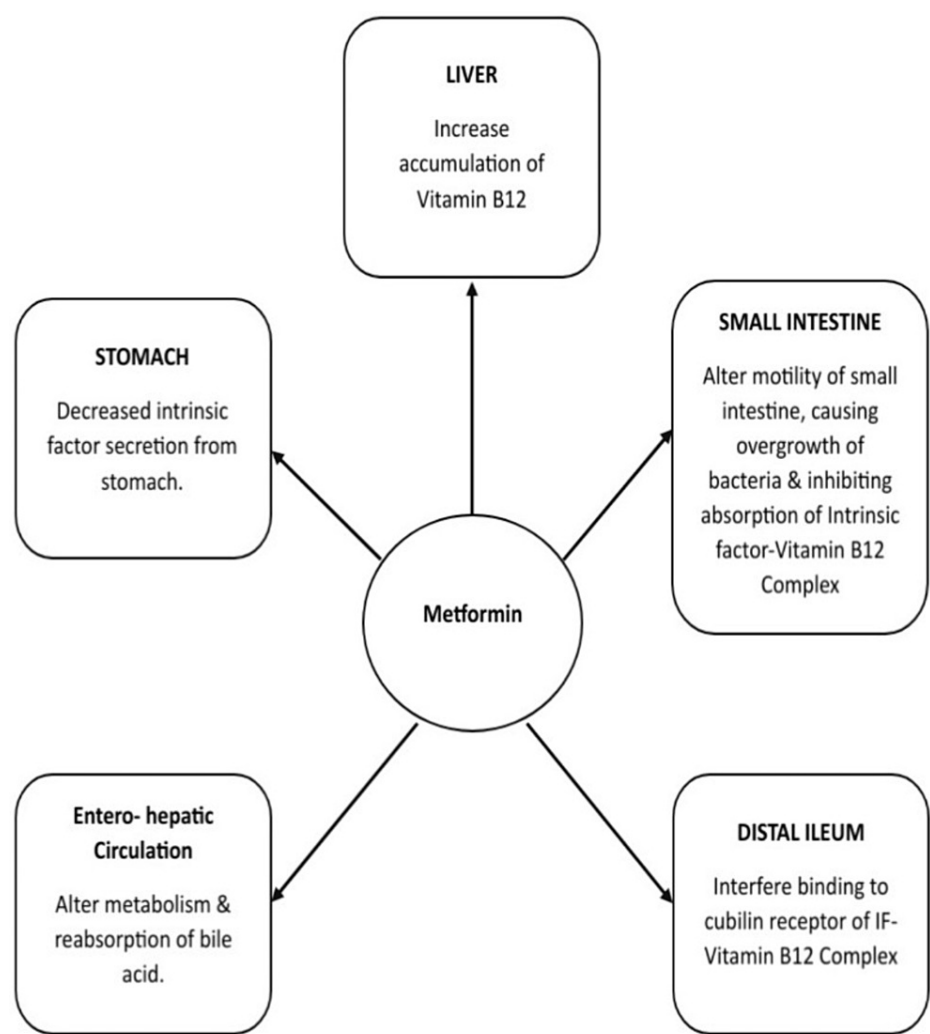 LIVER
Increase
accumulation of
Vitamin B12
STOMACH
Decreased intrinsic
factor secretion from
stomach.
SMALL INTESTINE
Alter motility of small
intestine, causing
overgrowth of
bacteria & inhibiting
absorption of Intrinsic
factor-Vitamin B12
Complex
Metformin
Entero- hepatic
Circulation
Alter metabolism &
reabsorption of bile
acid.
DISTAL ILEUM
Interfere binding to
cubilin receptor of IF-
Vitamin B12 Complex